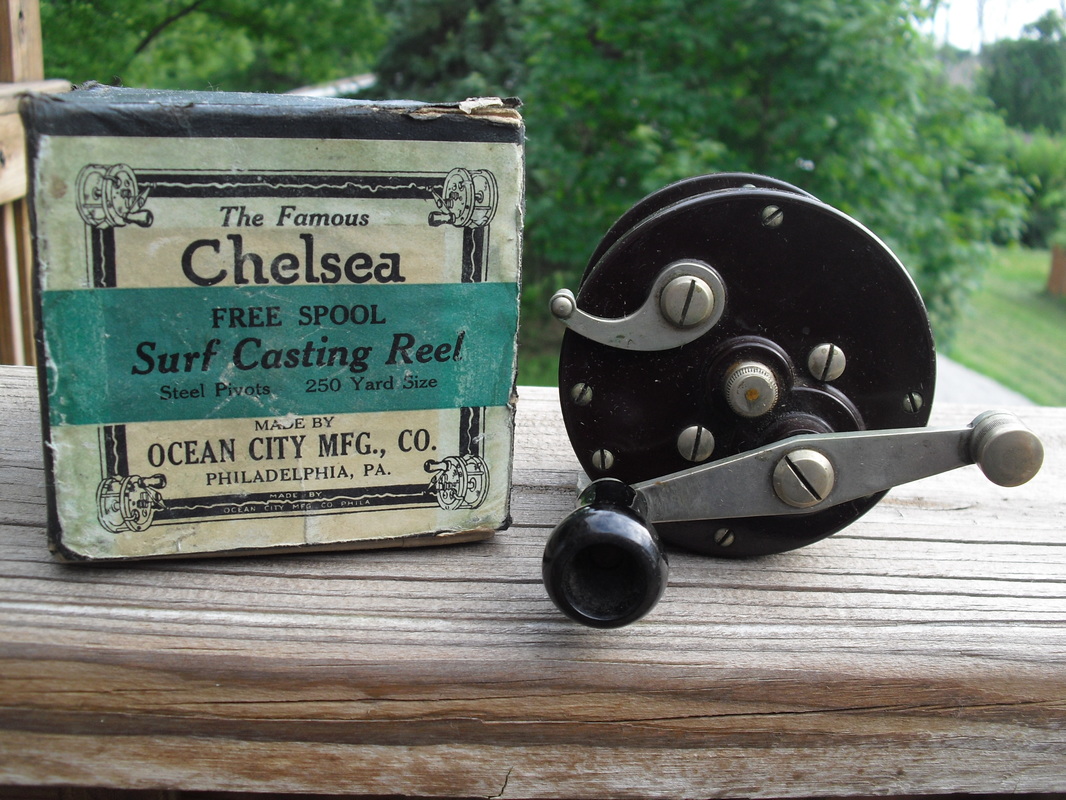 The Famous
Chelsea
FREE SPOOL
Surf Casting Reel
Steel Pivots 250 Yard Size
MADE BY
OCEAN CITY MFG., CO.
PHILADELPHIA, PA.
MADE BY
OCEAN CITY MFG CO PHILA